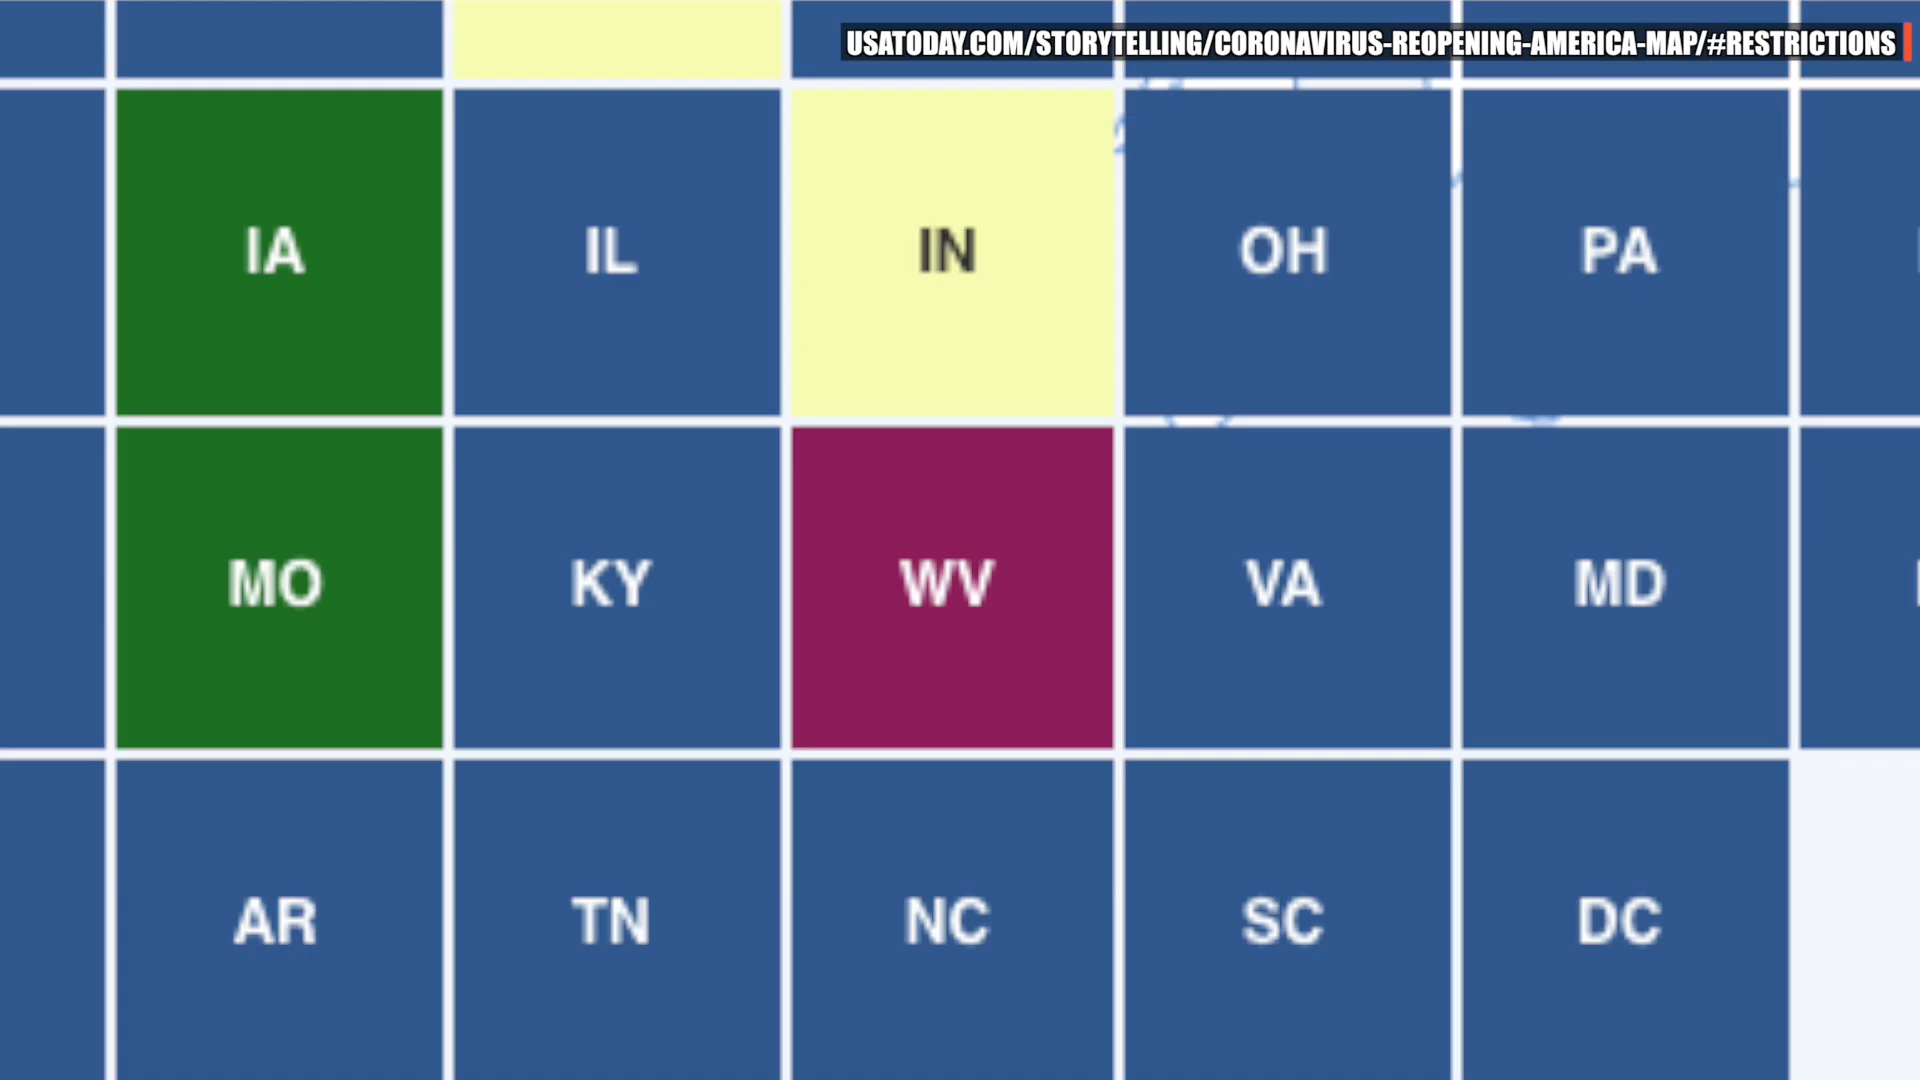 USATODAY.COM/STORYTELLING/CORONAVIRUS-REOPENING-AMERICA-MAP/#RESTRICTIONS
IA IL IN OH PA
MO KY WV VA MD
AR TN NC SC DC